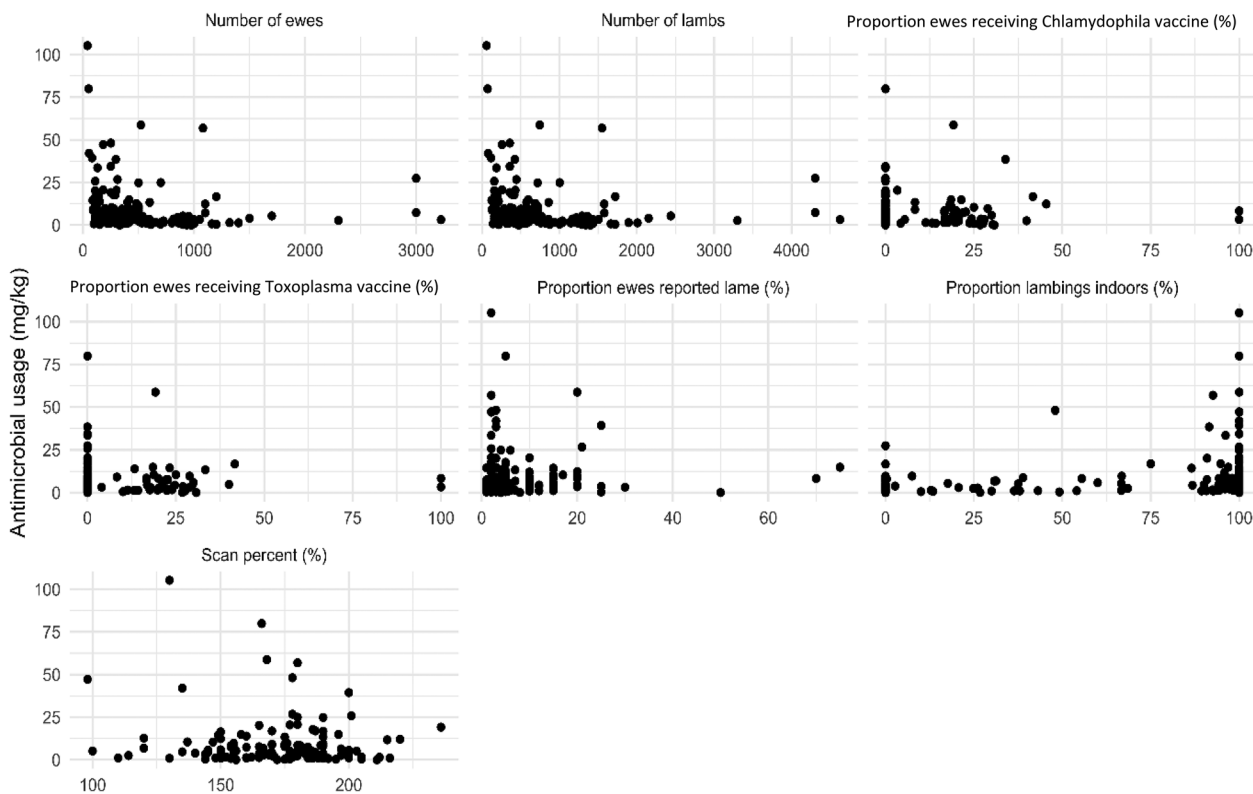 Number of ewes
Number of lambs
Proportion ewes receiving Chlamydophila vaccine (%)
100
75
50
25
0
0 1000 2000 3000
0 1000 2000 3000 4000
0 25 50 75 100
Proportion ewes receiving Toxoplasma vaccine (%)
Proportion ewes reported lame (%)
Proportion lambings indoors (%)
Antimicrobial usage (mg/kg)
100
75
50
25
0
0 25 50 75 100
0 20 40 60
0 25 50 75 100
Scan percent (%)
100
75
50
25
0
100 150 200